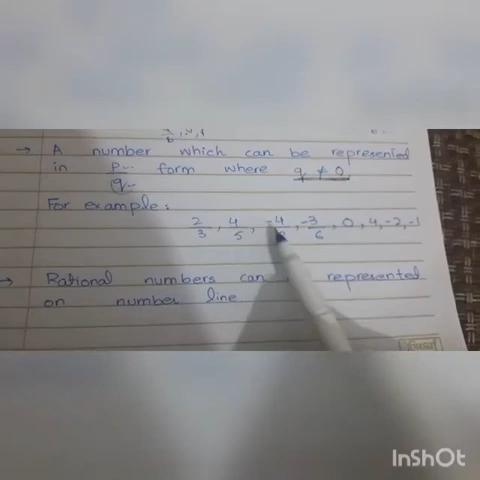 → A number which can be represented
in p.. form where q ≠ 0
q..
For example:
2/3, 4/5, -4/, -3/6, 0, 4, -2, -1
→ Rational numbers can represented
on number line
InShOt